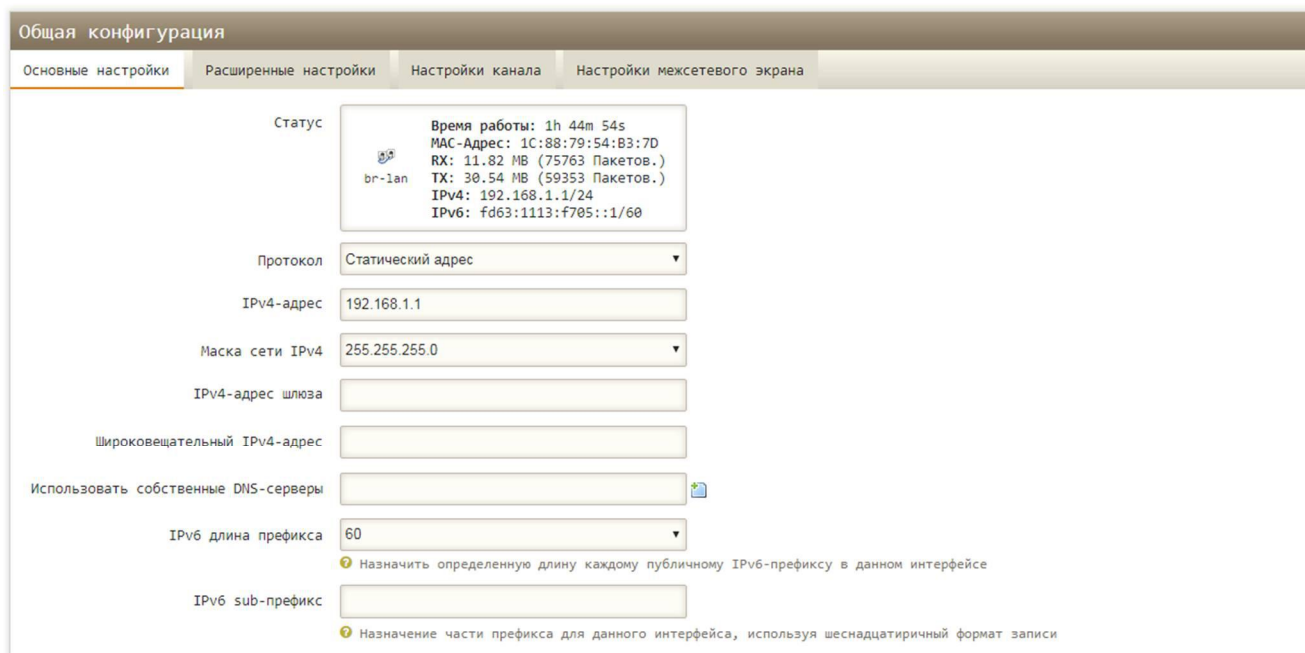 Общая конфигурация
Основные настройки Расширенные настройки Настройки канала Настройки межсетевого экрана
Статус
br-lan
Время работы: 1h 44m 54s
MAC-Адрес: 1C:88:79:54:B3:7D
RX: 11.82 MB (75763 Пакетов.)
TX: 30.54 MB (59353 Пакетов.)
IPv4: 192.168.1.1/24
IPv6: fd63:1113:f705::1/60
Протокол Статический адрес
IPv4-адрес 192.168.1.1
Маска сети IPv4 255.255.255.0
IPv4-адрес шлюза
Широковещательный IPv4-адрес
Использовать собственные DNS-серверы
IPv6 длина префикса 60
Назначить определенную длину каждому публичному IPv6-префиксу в данном интерфейсе
IPv6 sub-префикс
Назначение части префикса для данного интерфейса, используя шеснадцатиричный формат записи